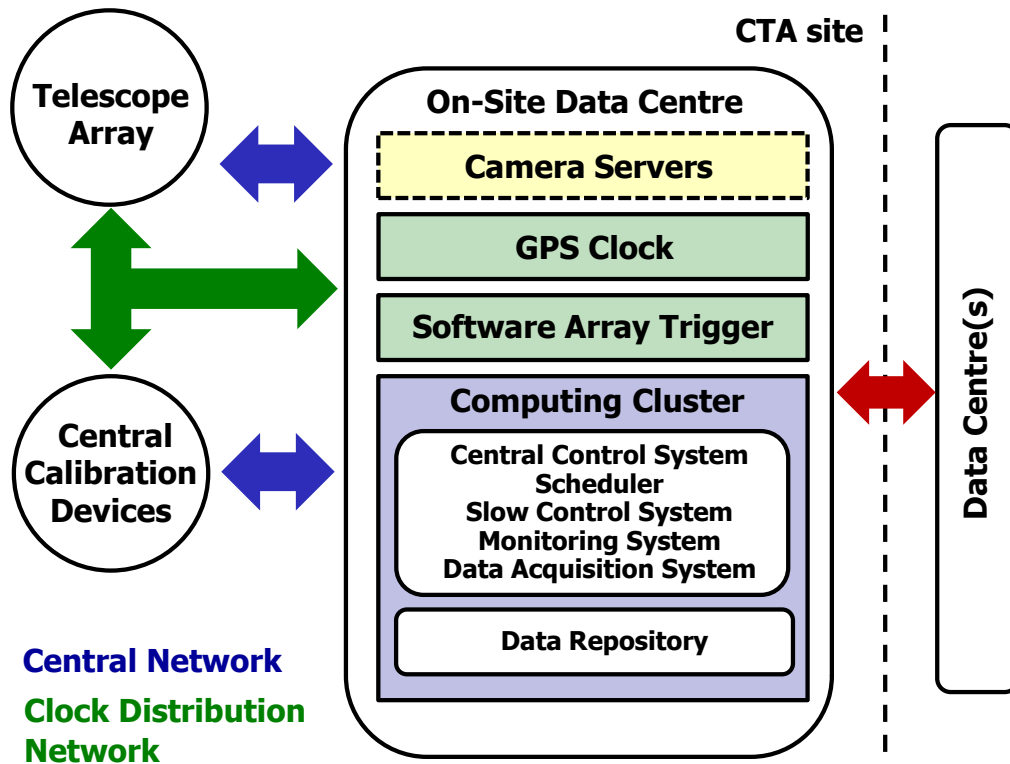 CTA site
Telescope
Array
On-Site Data Centre
Camera Servers
GPS Clock
Software Array Trigger
Computing Cluster
Central Control System
Scheduler
Slow Control System
Monitoring System
Data Acquisition System
Data Repository
Central
Calibration
Devices
Data Centre(s)
Central Network
Clock Distribution
Network